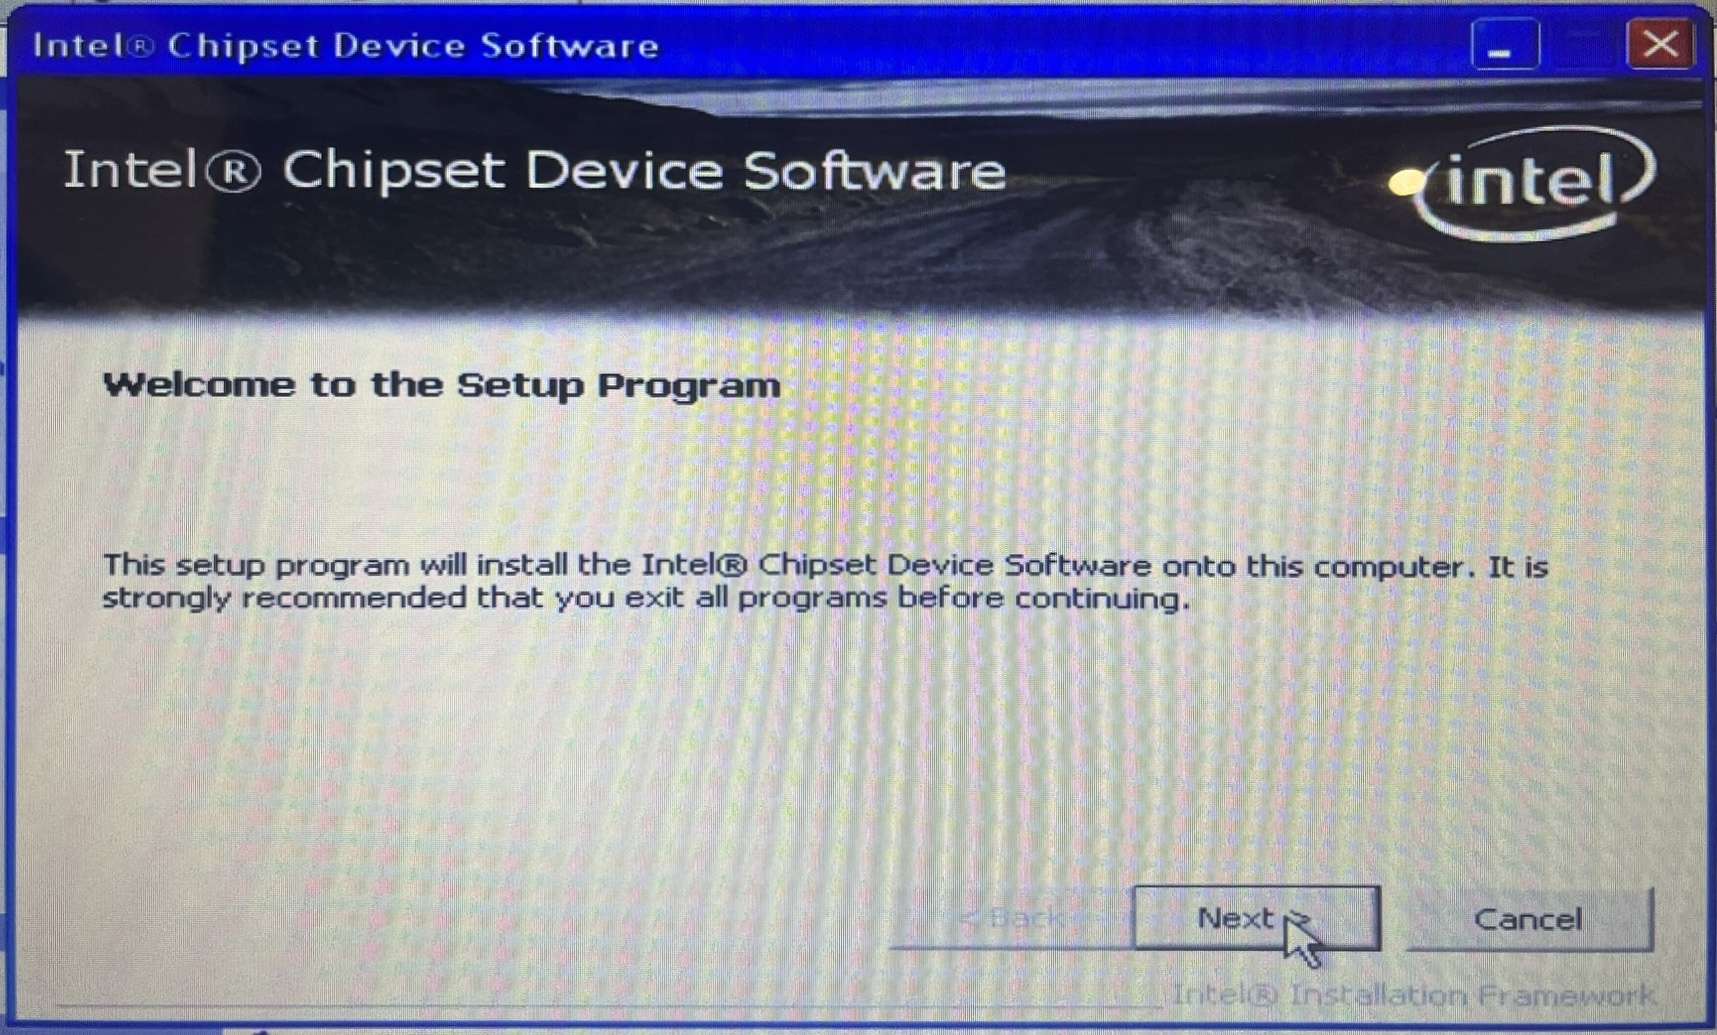 Intel® Chipset Device Software
Intel® Chipset Device Software
intel
Welcome to the Setup Program
This setup program will install the Intel® Chipset Device Software onto this computer. It is
strongly recommended that you exit all programs before continuing.
< Back
Next >
Cancel
Intel® Installation Framework